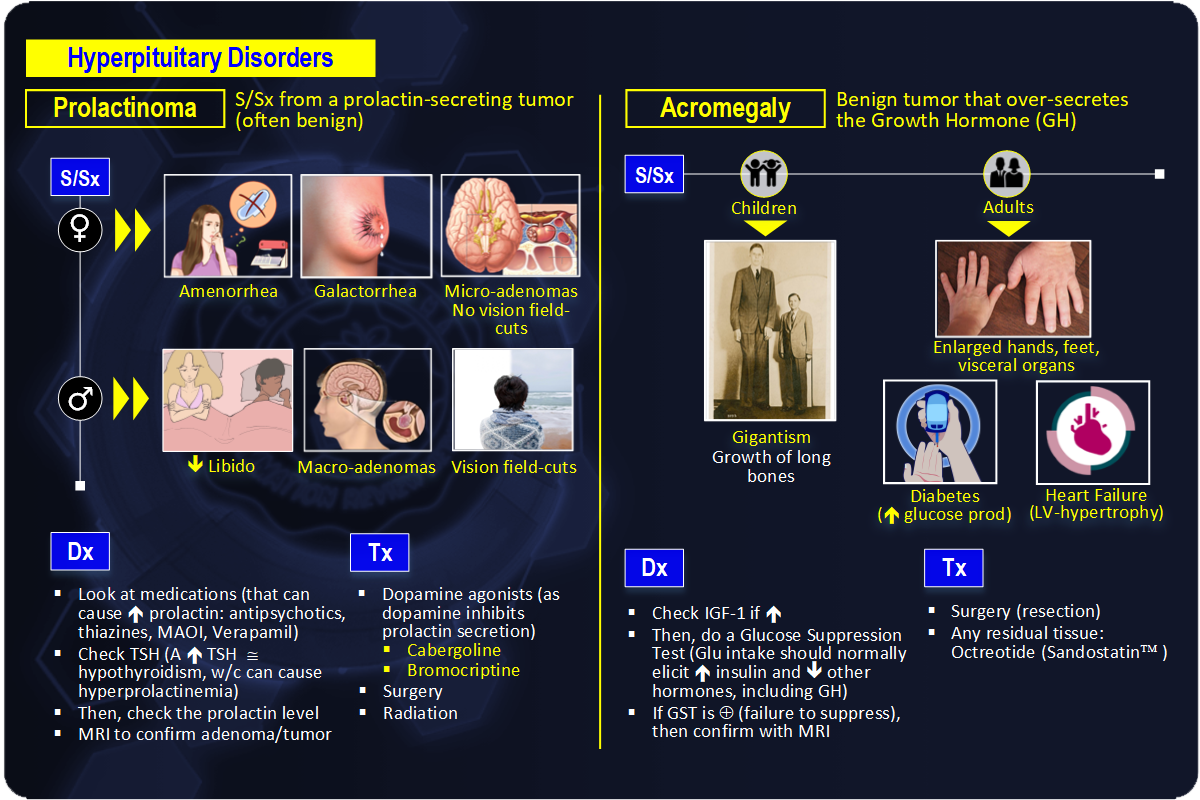 Hyperpituitary Disorders
Prolactinoma
S/Sx from a prolactin-secreting tumor
(often benign)
S/Sx
Amenorrhea
Galactorrhea
Micro-adenomas
No vision field-
cuts
🡇 Libido
Macro-adenomas
Vision field-cuts
Dx
▪ Look at medications (that can
cause 🡅 prolactin: antipsychotics,
thiazines, MAOI, Verapamil)
▪ Check TSH (A 🡅 TSH ≅
hypothyroidism, w/c can cause
hyperprolactinemia)
▪ Then, check the prolactin level
▪ MRI to confirm adenoma/tumor
Tx
▪ Dopamine agonists (as
dopamine inhibits
prolactin secretion)
▪ Cabergoline
▪ Bromocriptine
▪ Surgery
▪ Radiation
Acromegaly
Benign tumor that over-secretes
the Growth Hormone (GH)
S/Sx
Children
Adults
Gigantism
Growth of long
bones
Enlarged hands, feet,
visceral organs
Diabetes
(🡅 glucose prod)
Heart Failure
(LV-hypertrophy)
Dx
▪ Check IGF-1 if 🡅
▪ Then, do a Glucose Suppression
Test (Glu intake should normally
elicit 🡅 insulin and 🡇 other
hormones, including GH)
▪ If GST is ⊕ (failure to suppress),
then confirm with MRI
Tx
▪ Surgery (resection)
▪ Any residual tissue:
Octreotide (Sandostatin™ )